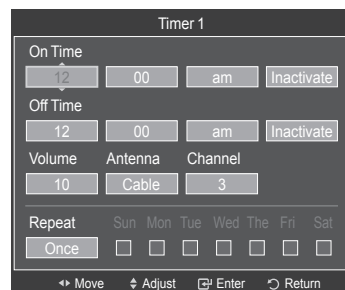 Timer 1
On Time
12 00 am Inactivate
Off Time
12 00 am Inactivate
Volume Antenna Channel
10 Cable 3
Repeat Sun Mon Tue Wed The Fri Sat
Once
Move Adjust Enter Return